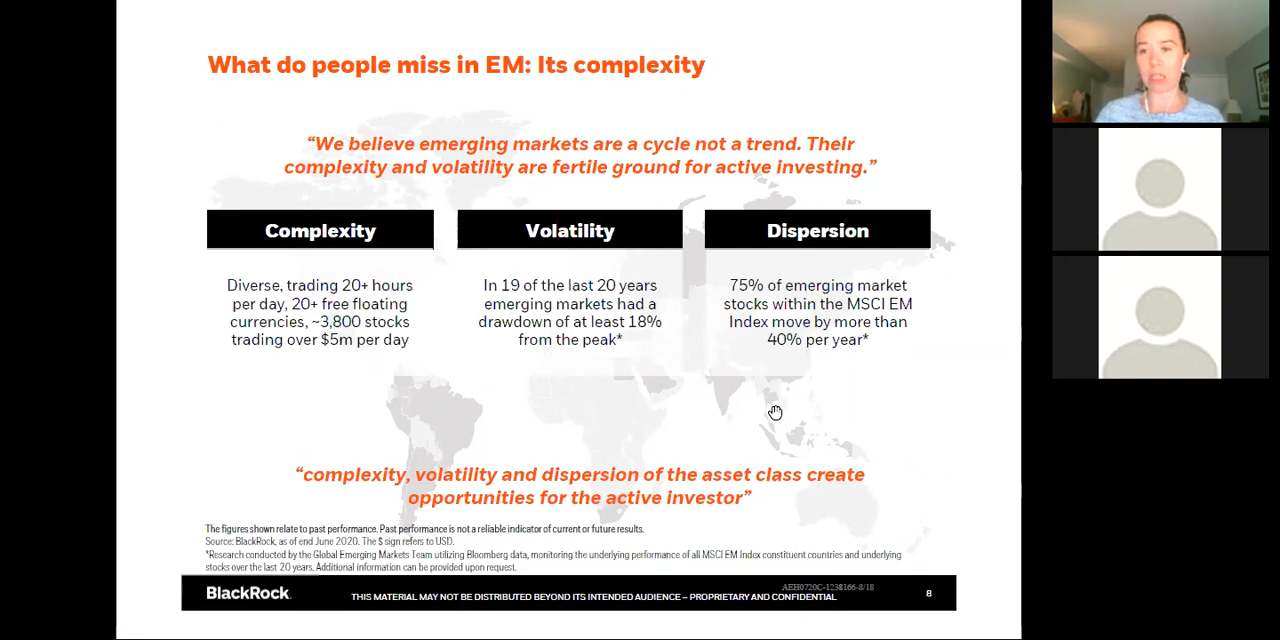 What do people miss in EM: Its complexity
“We believe emerging markets are a cycle not a trend. Their
complexity and volatility are fertile ground for active investing.”
Complexity
Diverse, trading 20+ hours
per day, 20+ free floating
currencies, ~3,800 stocks
trading over $5m per day
Volatility
In 19 of the last 20 years
emerging markets had a
drawdown of at least 18%
from the peak*
Dispersion
75% of emerging market
stocks within the MSCI EM
Index move by more than
40% per year*
“complexity, volatility and dispersion of the asset class create
opportunities for the active investor”
The figures shown relate to past performance. Past performance is not a reliable indicator of current or future results.
Source: BlackRock, as of end June 2020. The $ sign refers to USD.
*Research conducted by the Global Emerging Markets Team utilizing Bloomberg data, monitoring the underlying performance of all MSCI EM Index constituent countries and underlying
stocks over the last 20 years. Additional information can be provided upon request.
BlackRock.
THIS MATERIAL MAY NOT BE DISTRIBUTED BEYOND ITS INTENDED AUDIENCE – PROPRIETARY AND CONFIDENTIAL
AEH0720C-1238166-8/18
8